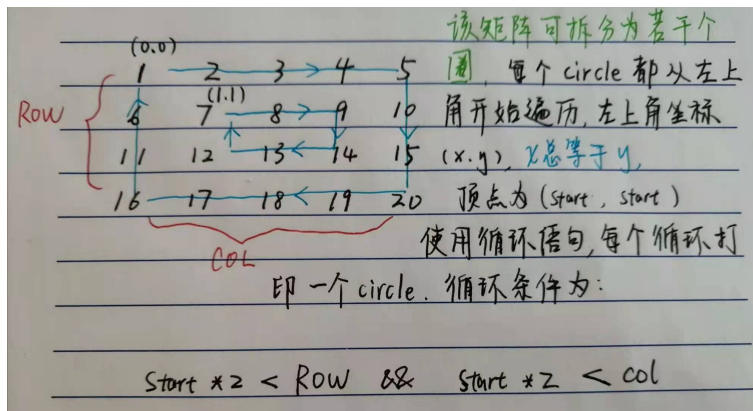 (0.0)
1 2 3 4 5
(1.1)
6 7 8 9 10
11 12 13 14 15
16 17 18 19 20
ROW
COL
该矩阵可拆分为若干个
圈, 每个circle都从左上
角开始遍历, 左上角坐标
(x.y), x总等于y,
顶点为(start, start)
使用循环语句, 每个循环打
印一个circle. 循环条件为:
Start *2 < ROW && Start *2 < COl